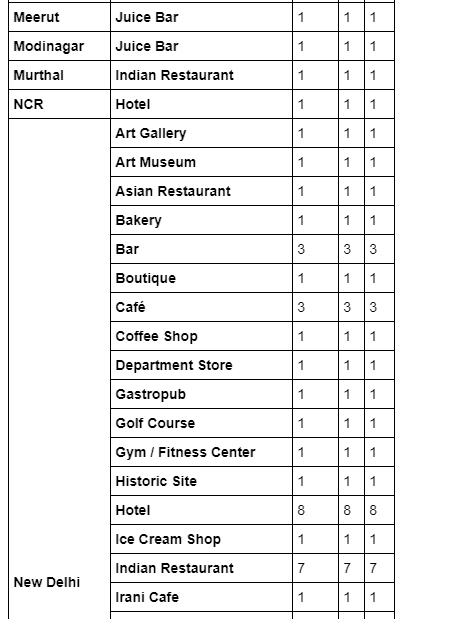 Meerut Juice Bar 1 1 1
Modinagar Juice Bar 1 1 1
Murthal Indian Restaurant 1 1 1
NCR Hotel 1 1 1
Art Gallery 1 1 1
Art Museum 1 1 1
Asian Restaurant 1 1 1
Bakery 1 1 1
Bar 3 3 3
Boutique 1 1 1
Café 3 3 3
Coffee Shop 1 1 1
Department Store 1 1 1
Gastropub 1 1 1
Golf Course 1 1 1
Gym / Fitness Center 1 1 1
Historic Site 1 1 1
Hotel 8 8 8
Ice Cream Shop 1 1 1
Indian Restaurant 7 7 7
New Delhi
Irani Cafe 1 1 1